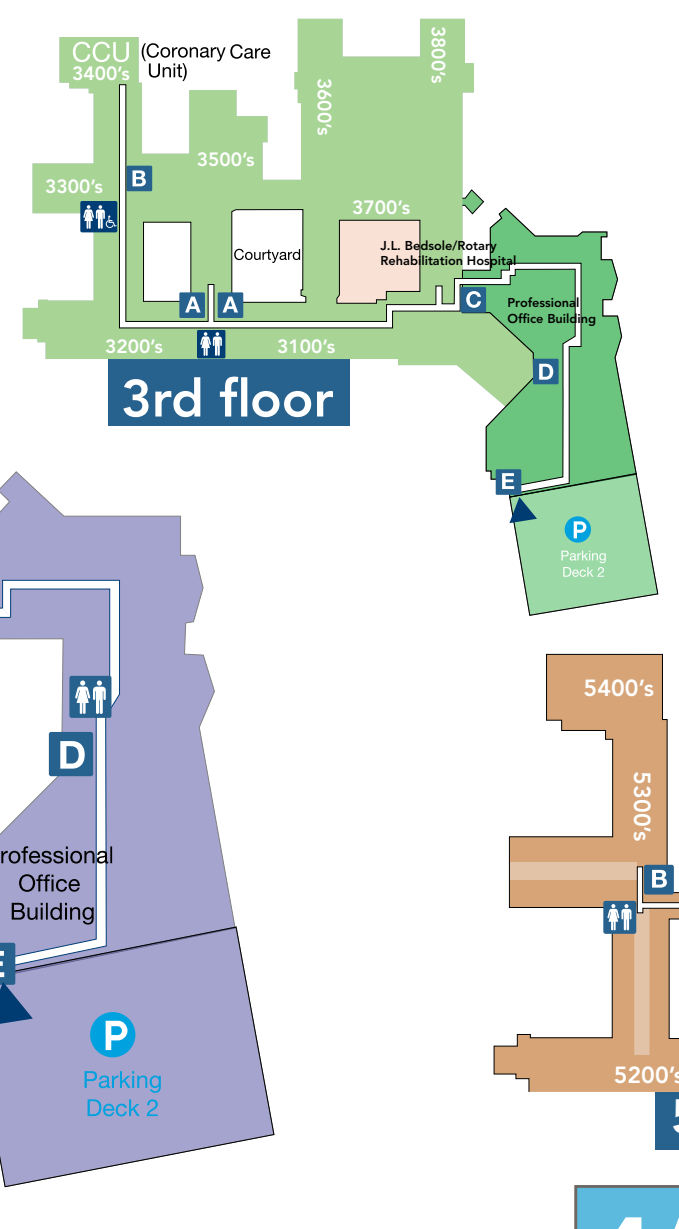 CCU (Coronary Care
Unit)
3400's
3800's
3600's
3500's
B
3300's
3700's
Courtyard
J.L. Bedsole/Rotary
Rehabilitation Hospital
A A
C
Professional
Office Building
3200's
3100's
D
3rd floor
E
P
Parking
Deck 2
5400's
D
5300's
rofessional
Office
Building
B
E
P
Parking
Deck 2
5200's